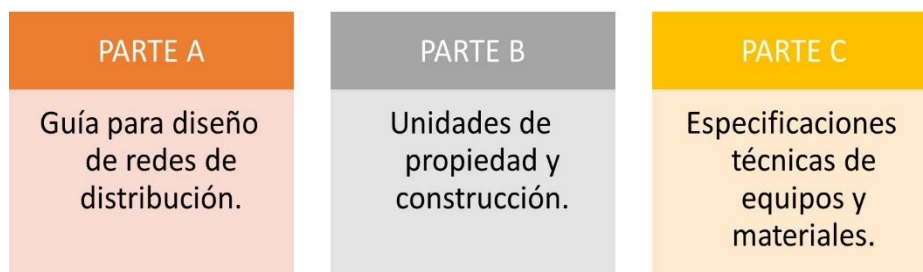 PARTE A
Guía para diseño
de redes de
distribución.
PARTE B
Unidades de
propiedad y
construcción.
PARTE C
Especificaciones
técnicas de
equipos y
materiales.